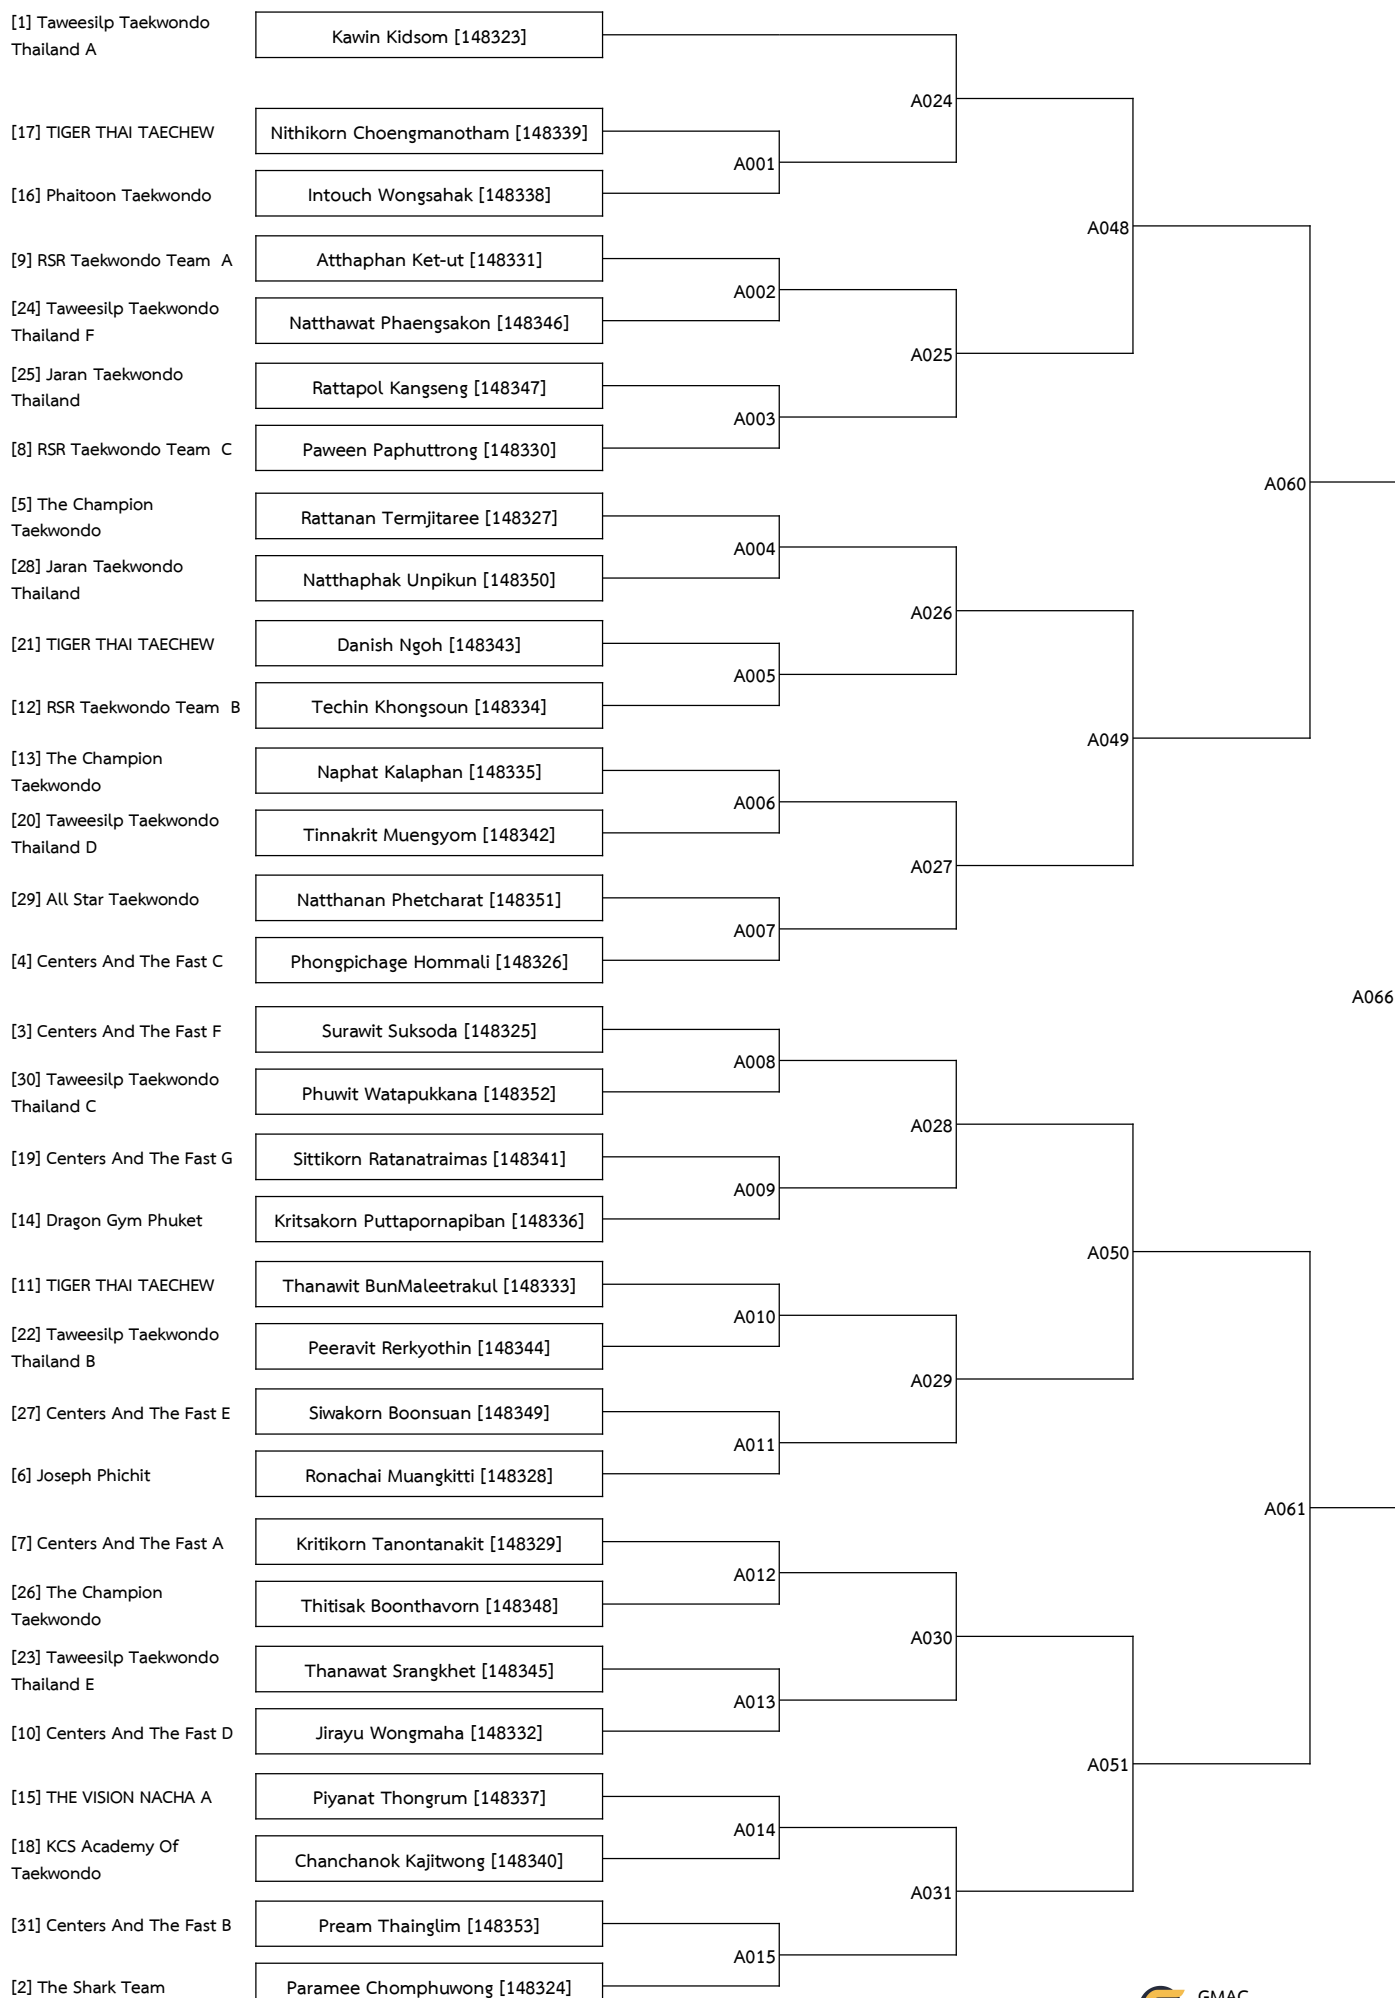 [1] Taweesilp Taekwondo
Thailand A
Kawin Kidsom [148323]
A024
[17] TIGER THAI TAECHEW
Nithikorn Choengmanotham [148339]
A001
[16] Phaitoon Taekwondo
Intouch Wongsahak [148338]
A048
[9] RSR Taekwondo Team  A
Atthaphan Ket-ut [148331]
A002
[24] Taweesilp Taekwondo
Thailand F
Natthawat Phaengsakon [148346]
A025
[25] Jaran Taekwondo
Thailand
Rattapol Kangseng [148347]
A003
[8] RSR Taekwondo Team  C
Paween Paphuttrong [148330]
A060
[5] The Champion
Taekwondo
Rattanan Termjitaree [148327]
A004
[28] Jaran Taekwondo
Thailand
Natthaphak Unpikun [148350]
A026
[21] TIGER THAI TAECHEW
Danish Ngoh [148343]
A005
[12] RSR Taekwondo Team  B
Techin Khongsoun [148334]
A049
[13] The Champion
Taekwondo
Naphat Kalaphan [148335]
A006
[20] Taweesilp Taekwondo
Thailand D
Tinnakrit Muengyom [148342]
A027
[29] All Star Taekwondo
Natthanan Phetcharat [148351]
A007
[4] Centers And The Fast C
Phongpichage Hommali [148326]
A066
[3] Centers And The Fast F
Surawit Suksoda [148325]
A008
[30] Taweesilp Taekwondo
Thailand C
Phuwit Watapukkana [148352]
A028
[19] Centers And The Fast G
Sittikorn Ratanatraimas [148341]
A009
[14] Dragon Gym Phuket
Kritsakorn Puttapornapiban [148336]
A050
[11] TIGER THAI TAECHEW
Thanawit BunMaleetrakul [148333]
A010
[22] Taweesilp Taekwondo
Thailand B
Peeravit Rerkyothin [148344]
A029
[27] Centers And The Fast E
Siwakorn Boonsuan [148349]
A011
[6] Joseph Phichit
Ronachai Muangkitti [148328]
A061
[7] Centers And The Fast A
Kritikorn Tanontanakit [148329]
A012
[26] The Champion
Taekwondo
Thitisak Boonthavorn [148348]
A030
[23] Taweesilp Taekwondo
Thailand E
Thanawat Srangkhet [148345]
A013
[10] Centers And The Fast D
Jirayu Wongmaha [148332]
A051
[15] THE VISION NACHA A
Piyanat Thongrum [148337]
A014
[18] KCS Academy Of
Taekwondo
Chanchanok Kajitwong [148340]
A031
[31] Centers And The Fast B
Pream Thainglim [148353]
A015
[2] The Shark Team
Paramee Chomphuwong [148324]
GMAC